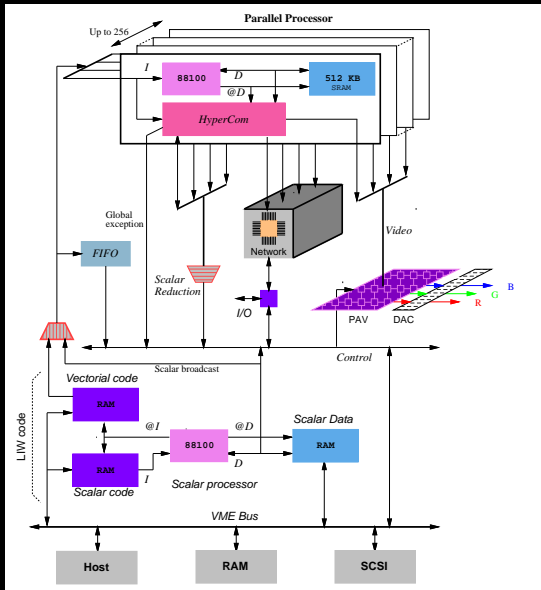 Parallel Processor
Up to 256
I
88100
D
512 KB
SRAM
@D
HyperCom
Global
exception
Network
Video
FIFO
Scalar
Reduction
I/O
PAV
DAC
B
G
R
Control
Scalar broadcast
Vectorial code
LIW code
RAM
@I
@D
Scalar Data
88100
RAM
RAM
I
D
Scalar code
Scalar processor
VME Bus
Host
RAM
SCSI